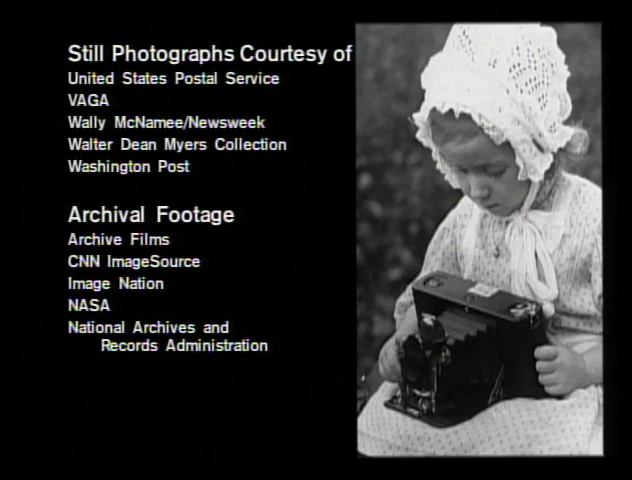 Still Photographs Courtesy of
United States Postal Service
VAGA
Wally McNamee/Newsweek
Walter Dean Myers Collection
Washington Post
Archival Footage
Archive Films
CNN ImageSource
Image Nation
NASA
National Archives and
Records Administration